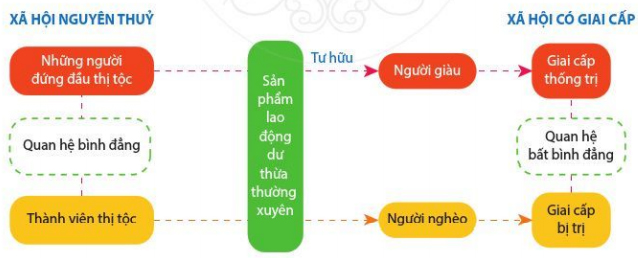 XÃ HỘI NGUYÊN THUỶ
XÃ HỘI CÓ GIAI CẤP
Những người
đứng đầu thị tộc
Quan hệ bình đẳng
Thành viên thị tộc
Sản
phẩm
lao
động
dư
thừa
thường
xuyên
Tư hữu
Người giàu
Người nghèo
Giai cấp
thống trị
Quan hệ
bất bình đẳng
Giai cấp
bị trị